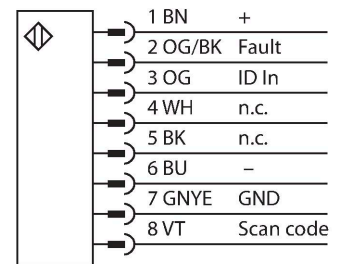 1 BN +
2 OG/BK Fault
3 OG ID In
4 WH n.c.
5 BK n.c.
6 BU –
7 GNYE GND
8 VT Scan code